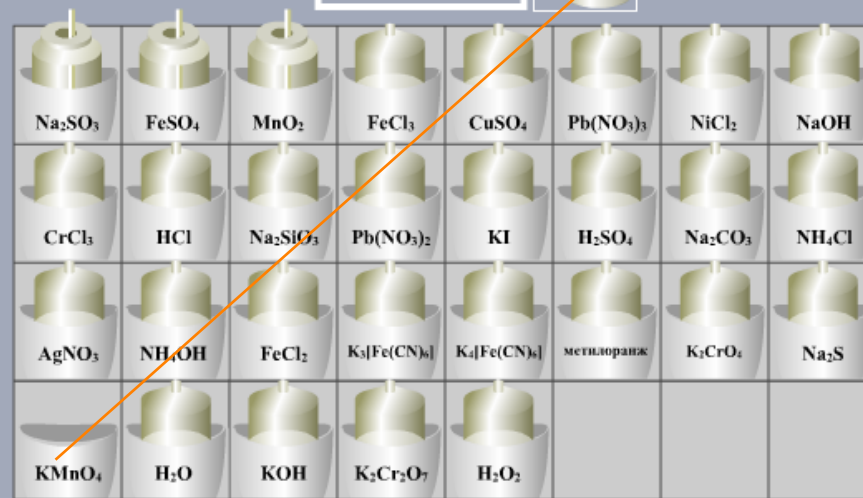 Na₂SO₃ FeSO₄ MnO₂ FeCl₃ CuSO₄ Pb(NO₃)₃ NiCl₂ NaOH
CrCl₃ HCl Na₂SiO₃ Pb(NO₃)₂ KI H₂SO₄ Na₂CO₃ NH₄Cl
AgNO₃ NH₄OH FeCl₂ K₃[Fe(CN)₆] K₄[Fe(CN)₆] метилоранж K₂CrO₄ Na₂S
KMnO₄ H₂O KOH K₂Cr₂O₇ H₂O₂